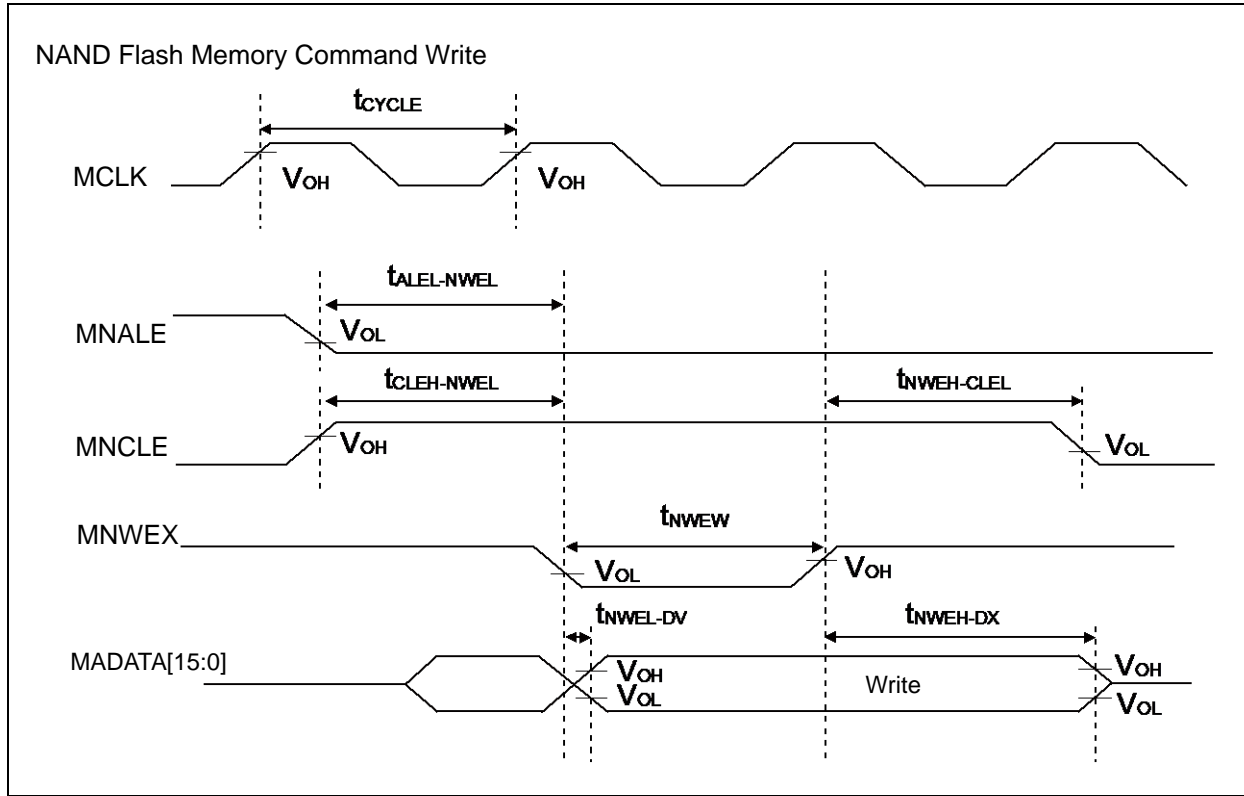 NAND Flash Memory Command Write
tCYCLE
MCLK
VOH
VOH
tALEL-NWEL
MNALE
VOL
tCLEH-NWEL
tNWEH-CLEL
MNCLE
VOH
VOL
tNWEW
MNWEX
VOL
VOH
tNWEL-DV
tNWEH-DX
MADATA[15:0]
VOH
VOL
Write
VOH
VOL